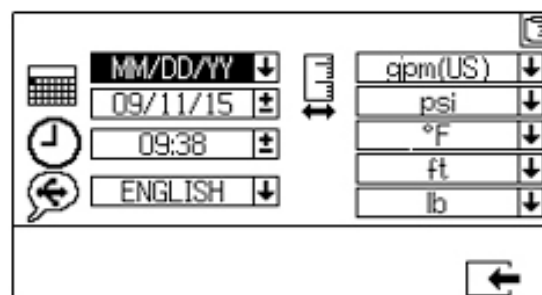 MM/DD/YY gpm(US)
09/11/15 psi
09:38 °F
ft
ENGLISH lb